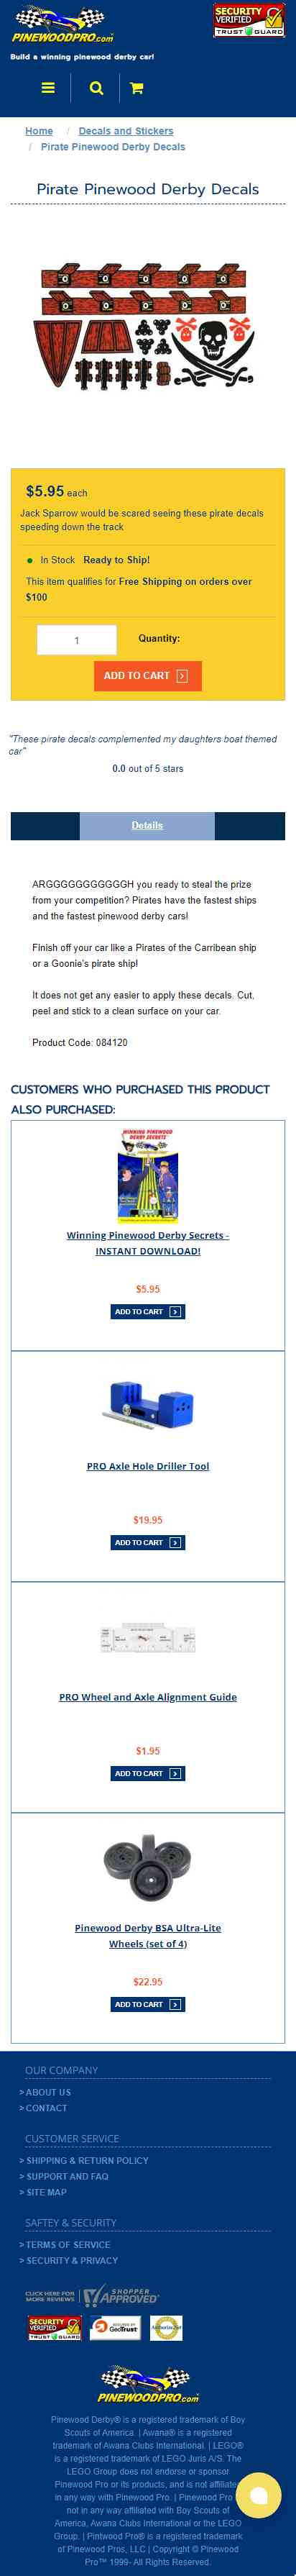 PINEWOODPRO.com
SECURITY
VERIFIED
TRUST GUARD
Build a winning pinewood derby car!
Home / Decals and Stickers
/ Pirate Pinewood Derby Decals
Pirate Pinewood Derby Decals
$5.95 each
Jack Sparrow would be scared seeing these pirate decals
speeding down the track
In Stock Ready to Ship!
This item qualifies for Free Shipping on orders over
$100
1 Quantity:
ADD TO CART
"These pirate decals complemented my daughters boat themed
car"
0.0 out of 5 stars
Details
ARGGGGGGGGGGGH you ready to steal the prize
from your competition? Pirates have the fastest ships
and the fastest pinewood derby cars!
Finish off your car like a Pirates of the Carribean ship
or a Goonie's pirate ship!
It does not get any easier to apply these decals. Cut,
peel and stick to a clean surface on your car.
Product Code: 084120
CUSTOMERS WHO PURCHASED THIS PRODUCT
ALSO PURCHASED:
WINNING PINEWOOD
DERBY SECRETS
Winning Pinewood Derby Secrets -
INSTANT DOWNLOAD!
$5.95
ADD TO CART
PRO Axle Hole Driller Tool
$19.95
ADD TO CART
PRO Wheel and Axle Alignment Guide
$1.95
ADD TO CART
Pinewood Derby BSA Ultra-Lite
Wheels (set of 4)
$22.95
ADD TO CART
OUR COMPANY
> ABOUT US
> CONTACT
CUSTOMER SERVICE
> SHIPPING & RETURN POLICY
> SUPPORT AND FAQ
> SITE MAP
SAFTEY & SECURITY
> TERMS OF SERVICE
> SECURITY & PRIVACY
CLICK HERE FOR
MORE REVIEWS
SHOPPER
APPROVED
SECURITY
VERIFIED
TRUST GUARD
GeoTrust
Authorize.Net
PINEWOODPRO.com
Pinewood Derby® is a registered trademark of Boy
Scouts of America. | Awana® is a registered
trademark of Awana Clubs International. | LEGO®
is a registered trademark of LEGO Juris A/S. The
LEGO Group does not endorse or sponsor
Pinewood Pro or its products, and is not affiliated
in any way with Pinewood Pro. | Pinewood Pro
not in any way affiliated with Boy Scouts of
America, Awana Clubs International or the LEGO
Group. | Pintwood Pro® is a registered trademark
of Pinewood Pros, LLC | Copyright © Pinewood
Pro™ 1999- All Rights Reserved.